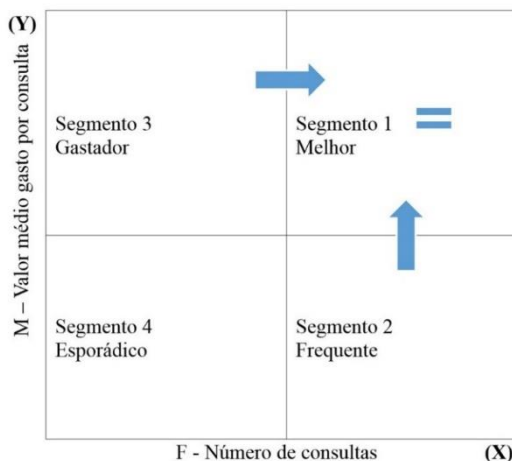 (Y)
M – Valor médio gasto por consulta
Segmento 3
Gastador
Segmento 1
Melhor
Segmento 4
Esporádico
Segmento 2
Frequente
F - Número de consultas
(X)